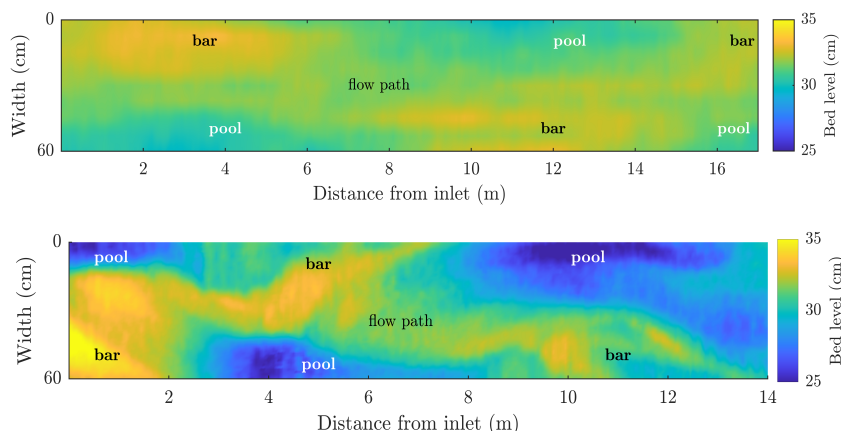 0
bar
pool
bar
35
Width (cm)
flow path
30
Bed level (cm)
pool
bar
pool
60
25
2 4 6 8 10 12 14 16
Distance from inlet (m)
0
pool
bar
pool
35
Width (cm)
flow path
30
Bed level (cm)
bar
pool
bar
60
25
2 4 6 8 10 12 14
Distance from inlet (m)